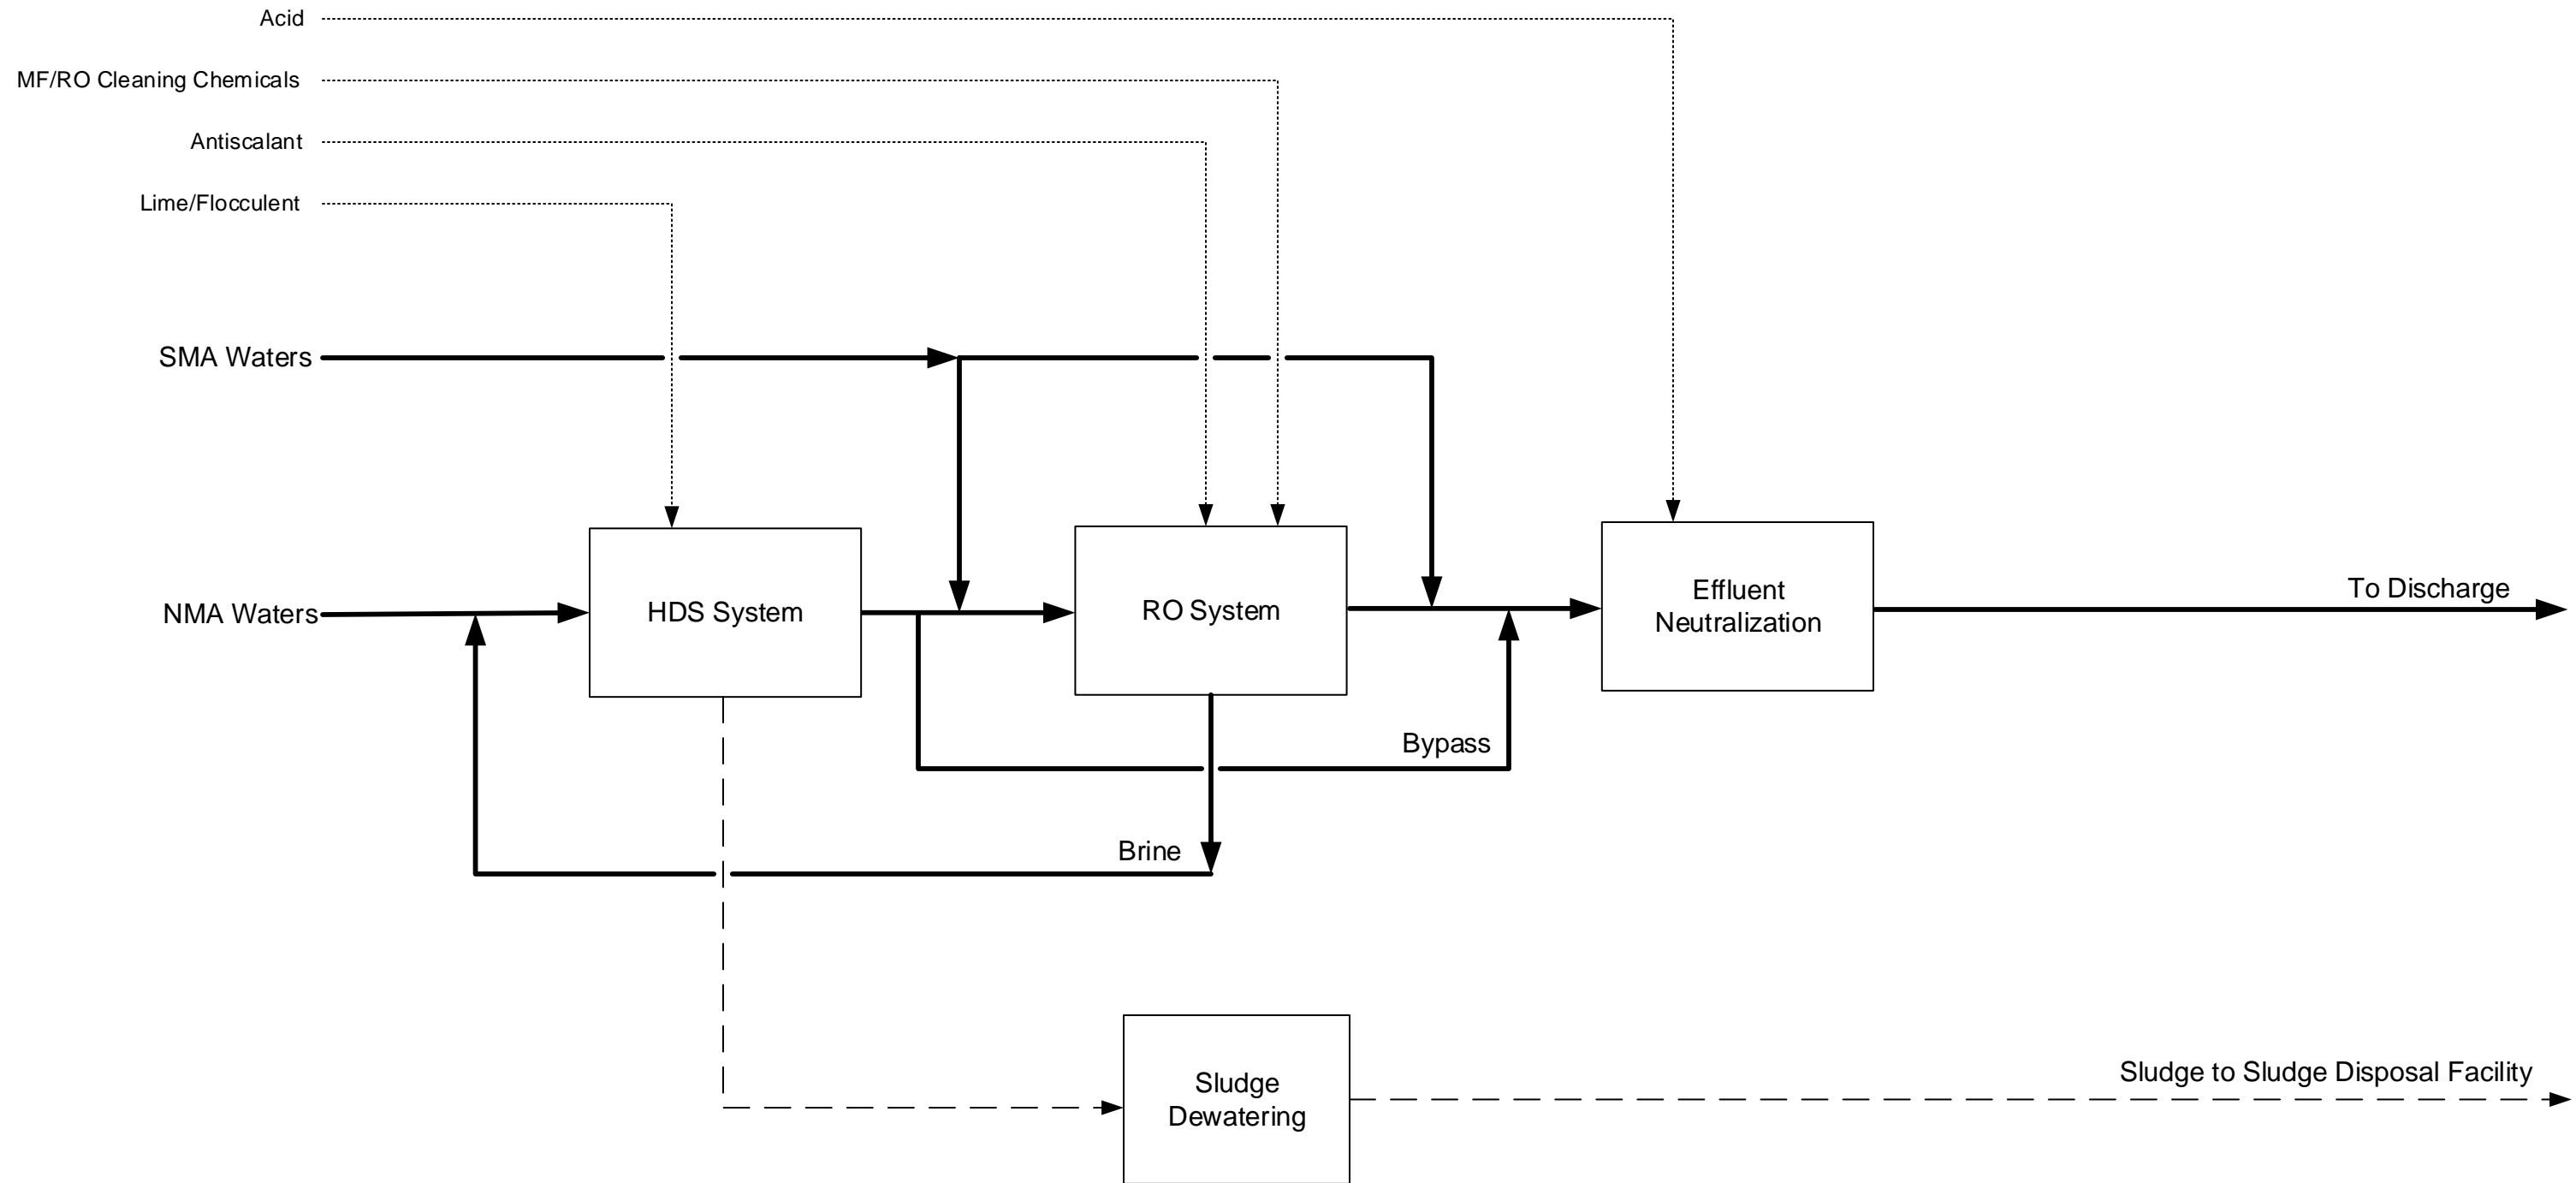 Acid
MF/RO Cleaning Chemicals
Antiscalant
Lime/Flocculent
SMA Waters
NMA Waters
HDS System
RO System
Effluent
Neutralization
To Discharge
Bypass
Brine
Sludge
Dewatering
Sludge to Sludge Disposal Facility